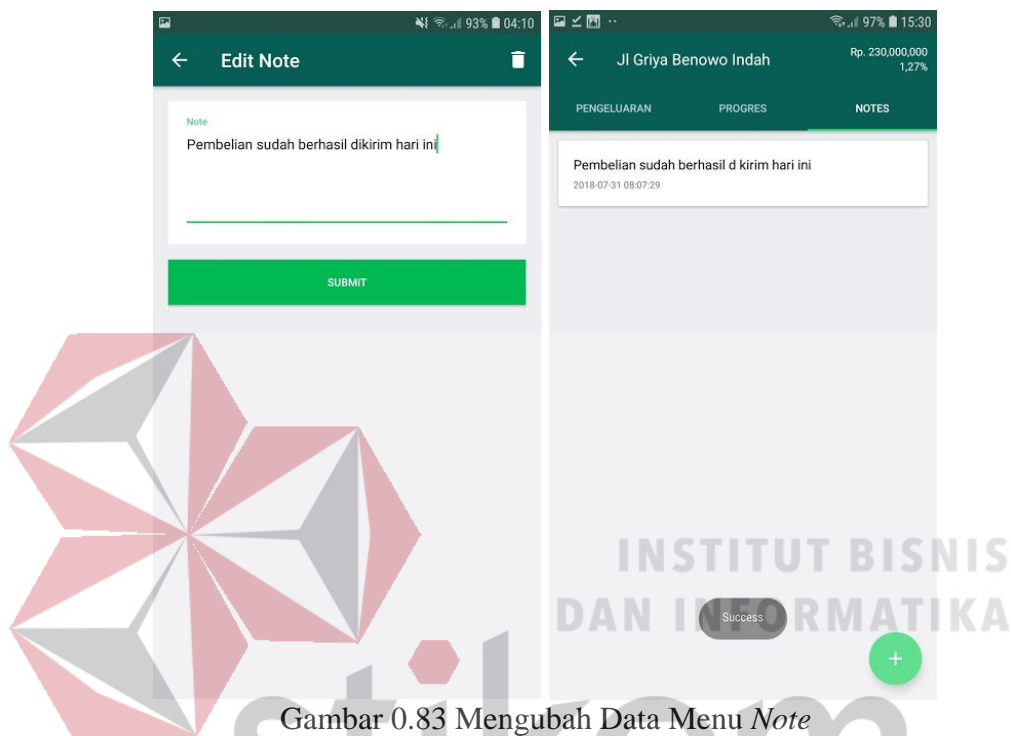 93% 04:10
Edit Note
Note
Pembelian sudah berhasil dikirim hari ini
SUBMIT
97% 15:30
Jl Griya Benowo Indah
Rp. 230,000,000
1,27%
PENGELUARAN PROGRES NOTES
Pembelian sudah berhasil d kirim hari ini
2018-07-31 08:07:29
Success
+
INSTITUT BISNIS
DAN INFORMATIKA
stikom
Gambar 0.83 Mengubah Data Menu Note